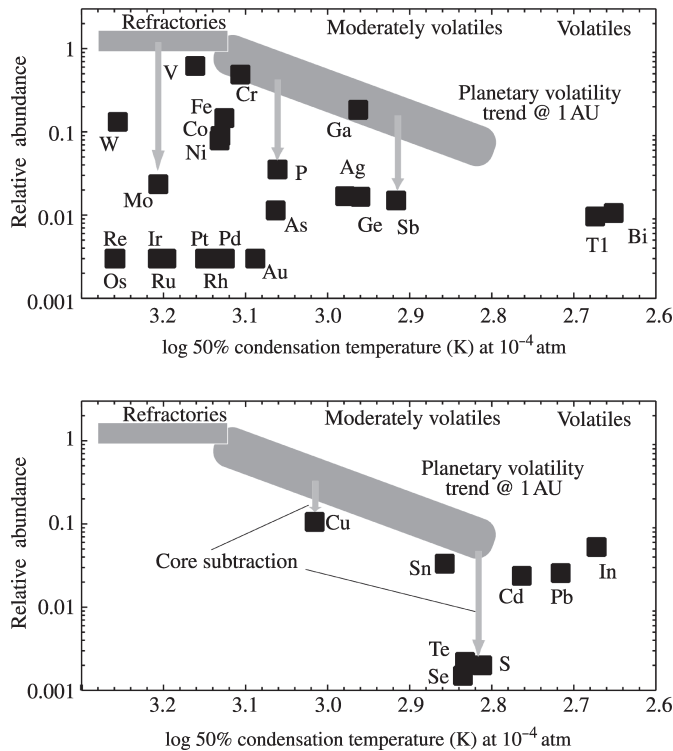 Refractories
Moderately volatiles
Volatiles
1
V
Cr
Planetary volatility
trend @ 1 AU
Fe
Co
Ni
Ga
0.1
W
Relative abundance
Mo
P
Ag
As
Ge
Sb
0.01
T1
Bi
Re
Ir
Pt
Pd
Os
Ru
Rh
Au
0.001
3.2
3.1
3.0
2.9
2.8
2.7
2.6
log 50% condensation temperature (K) at 10⁻⁴ atm
Refractories
Moderately volatiles
Volatiles
1
Planetary volatility
trend @ 1 AU
0.1
Cu
Core subtraction
Sn
Cd
Pb
In
Relative abundance
0.01
Te
Se
S
0.001
3.2
3.1
3.0
2.9
2.8
2.7
2.6
log 50% condensation temperature (K) at 10⁻⁴ atm